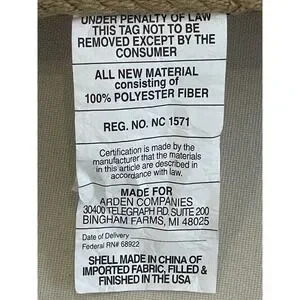 UNDER PENALTY OF LAW
THIS TAG NOT TO BE
REMOVED EXCEPT BY THE
CONSUMER
ALL NEW MATERIAL
consisting of
100% POLYESTER FIBER
REG. NO. NC 1571
Certification is made by the
manufacturer that the materials
in this article are described in
accordance with law.
MADE FOR
ARDEN COMPANIES
30400 TELEGRAPH RD. SUITE 200
BINGHAM FARMS, MI 48025
Date of Delivery
Federal RN# 68922
SHELL MADE IN CHINA OF
IMPORTED FABRIC, FILLED &
FINISHED IN THE USA